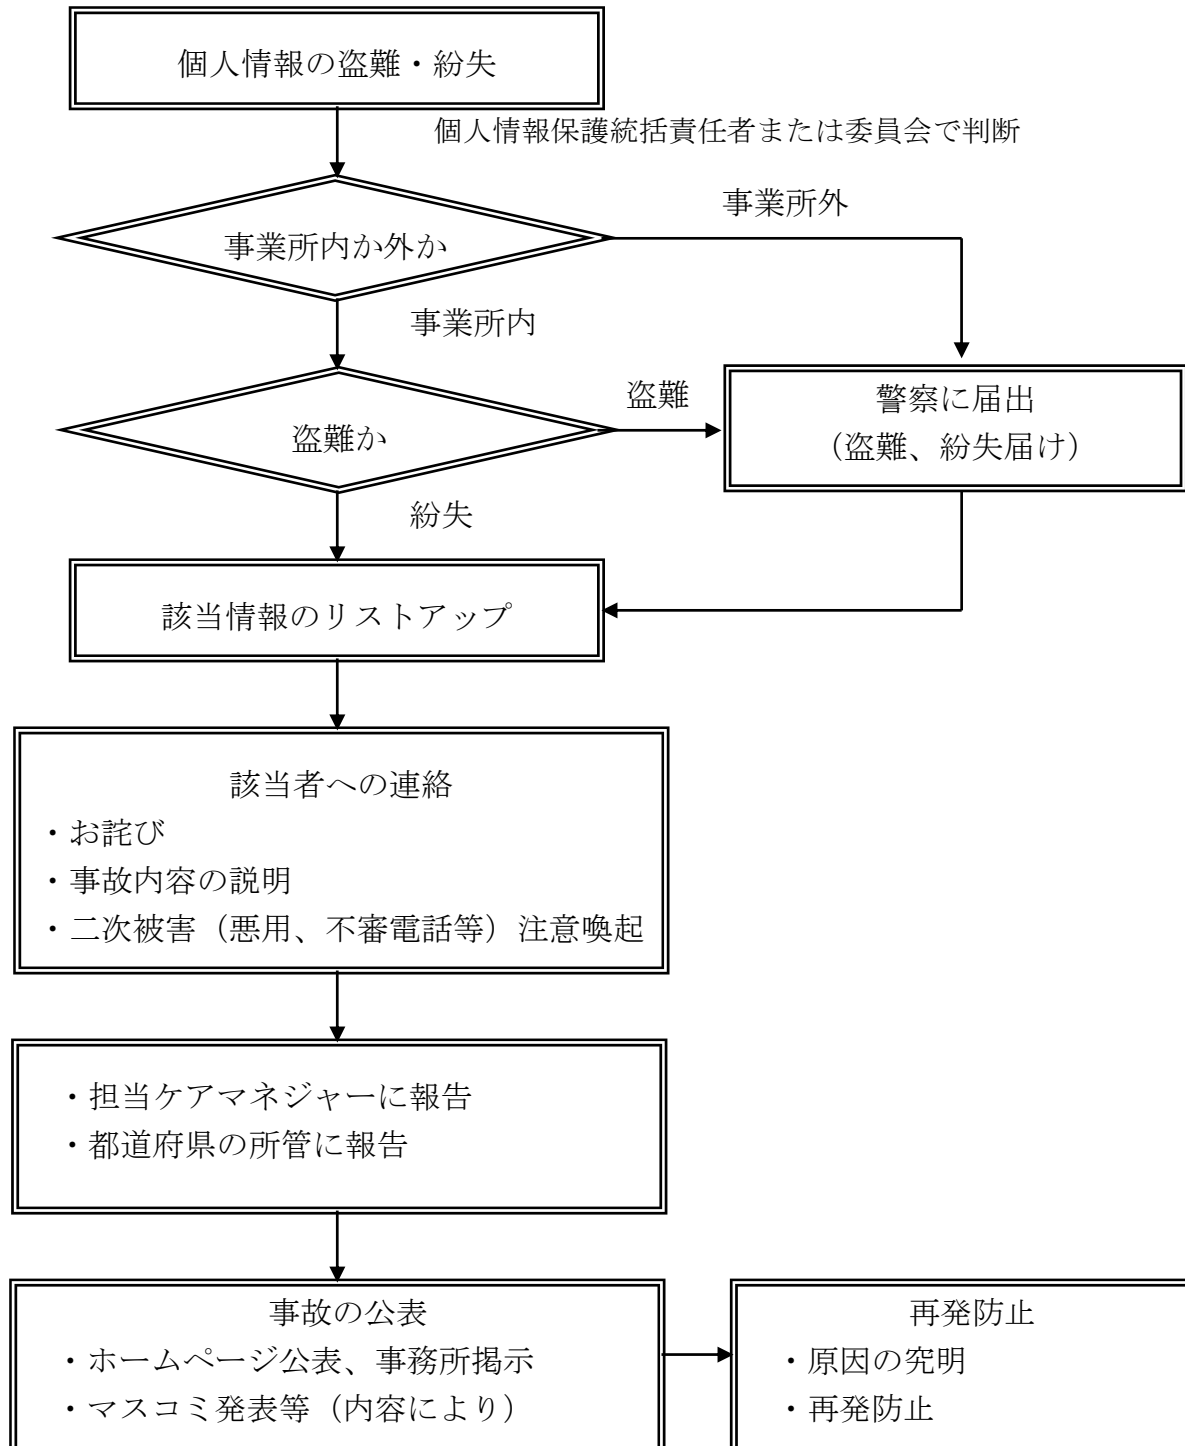 個人情報の盗難・紛失
個人情報保護統括責任者または委員会で判断
事業所外
事業所内か外か
事業所内
盗難
警察に届出
（盗難、紛失届け）
盗難か
紛失
該当情報のリストアップ
該当者への連絡
・お詫び
・事故内容の説明
・二次被害（悪用、不審電話等）注意喚起
・担当ケアマネジャーに報告
・都道府県の所管に報告
事故の公表
・ホームページ公表、事務所掲示
・マスコミ発表等（内容により）
再発防止
・原因の究明
・再発防止